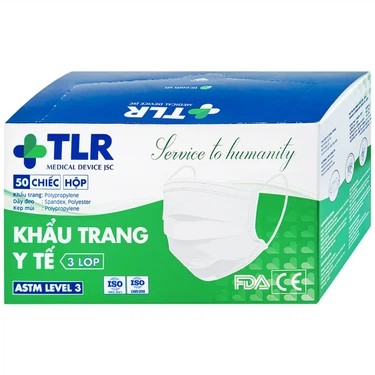 TLR
MEDICAL DEVICE JSC
TLR
MEDICAL DEVICE JSC
Service to humanity
50 CHIẾC HỘP
Khẩu trang: Polypropylene
Dây đeo : Spandex, Polyester
Kẹp mũi : Polypropylene
KHẨU TRANG
Y TẾ 3 LỚP
ASTM LEVEL 3
ISO
ISO
FDA CE